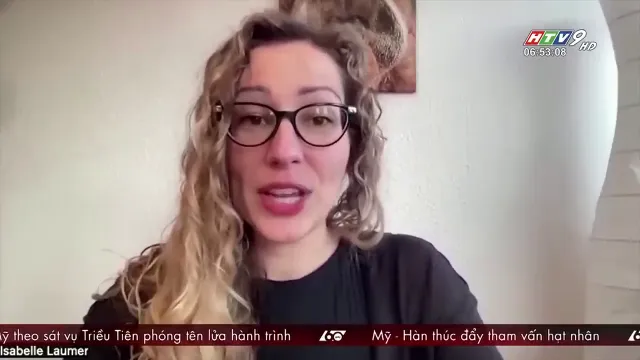 HTV9 HD
06:53:08
Mỹ theo sát vụ Triều Tiên phóng tên lửa hành trình
60
Mỹ - Hàn thúc đẩy tham vấn hạt nhân
Isabelle Laumer